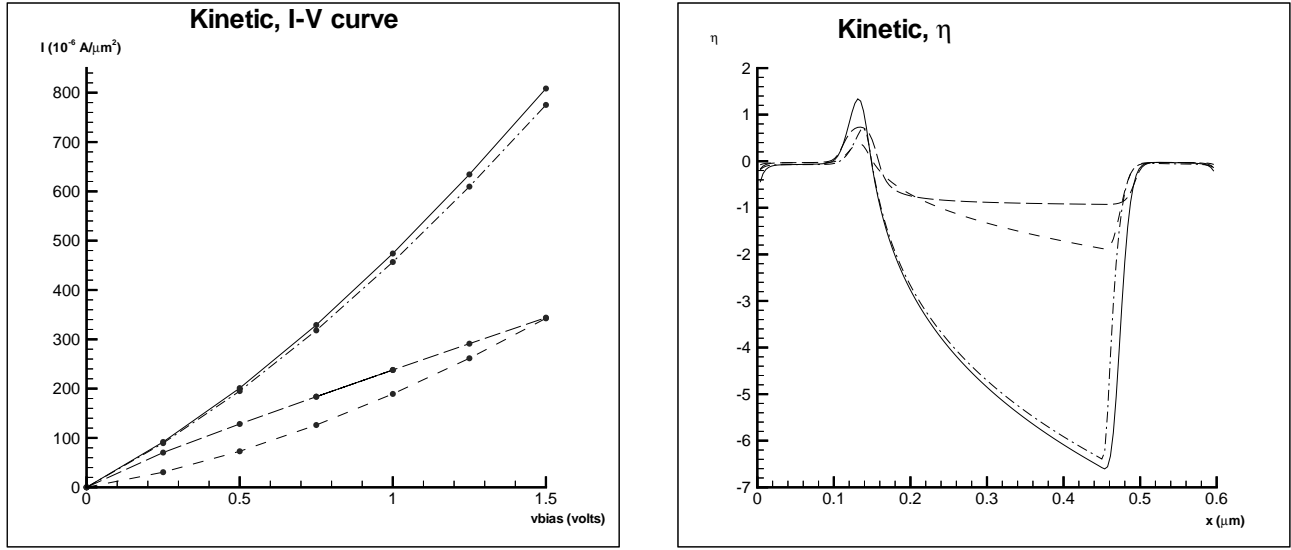 Kinetic, I-V curve
I (10⁻⁶ A/μm²)
800
700
600
500
400
300
200
100
0
0 0.5 1 1.5
vbias (volts)
Kinetic, η
η
2
1
0
-1
-2
-3
-4
-5
-6
-7
0 0.1 0.2 0.3 0.4 0.5 0.6
x (μm)